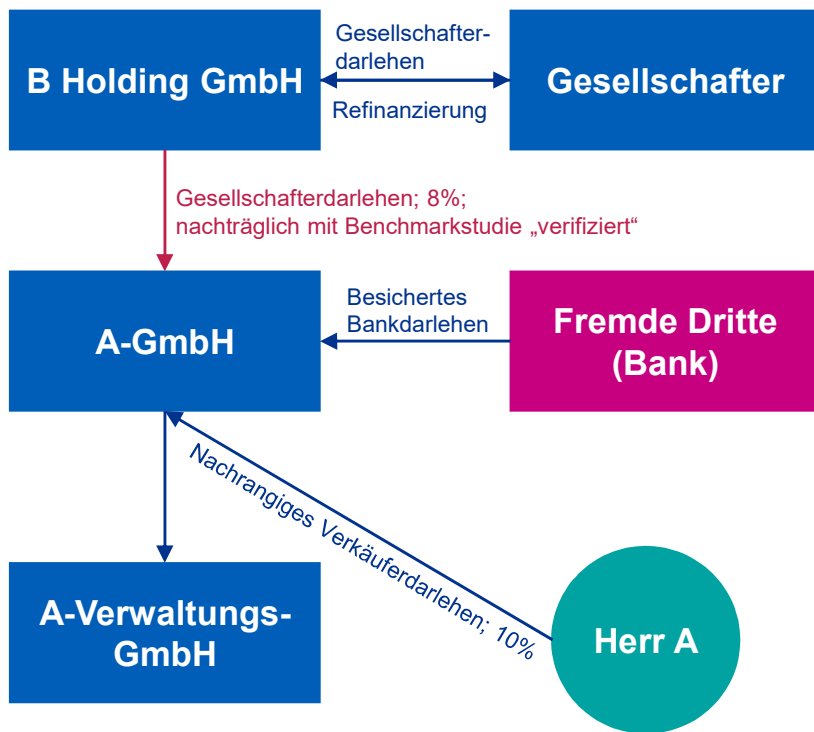 B Holding GmbH
Gesellschafter-
darlehen
Refinanzierung
Gesellschafter
Gesellschafterdarlehen; 8%;
nachträglich mit Benchmarkstudie „verifiziert“
A-GmbH
Besichertes
Bankdarlehen
Fremde Dritte
(Bank)
Nachrangiges Verkäuferdarlehen; 10%
A-Verwaltungs-
GmbH
Herr A